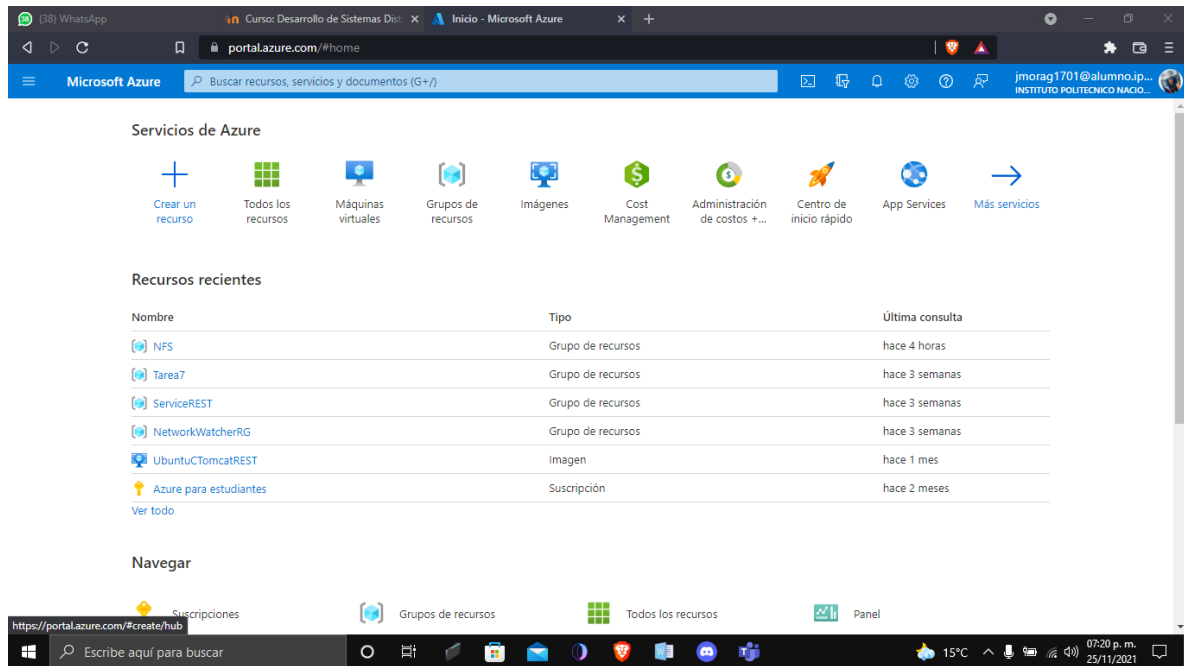 (38) WhatsApp
Curso: Desarrollo de Sistemas Dist
Inicio - Microsoft Azure
portal.azure.com/#home
Microsoft Azure
Buscar recursos, servicios y documentos (G+/)
jmorag1701@alumno.ip...
INSTITUTO POLITECNICO NACIO...
Servicios de Azure
Crear un
recurso
Todos los
recursos
Máquinas
virtuales
Grupos de
recursos
Imágenes
Cost
Management
Administración
de costos +...
Centro de
inicio rápido
App Services
Más servicios
Recursos recientes
Nombre Tipo Última consulta
NFS Grupo de recursos hace 4 horas
Tarea7 Grupo de recursos hace 3 semanas
ServiceREST Grupo de recursos hace 3 semanas
NetworkWatcherRG Grupo de recursos hace 3 semanas
UbuntuCTomcatREST Imagen hace 1 mes
Azure para estudiantes Suscripción hace 2 meses
Ver todo
Navegar
Suscripciones Grupos de recursos Todos los recursos Panel
https://portal.azure.com/#create/hub
Escribe aquí para buscar
15°C
07:20 p. m.
25/11/2021